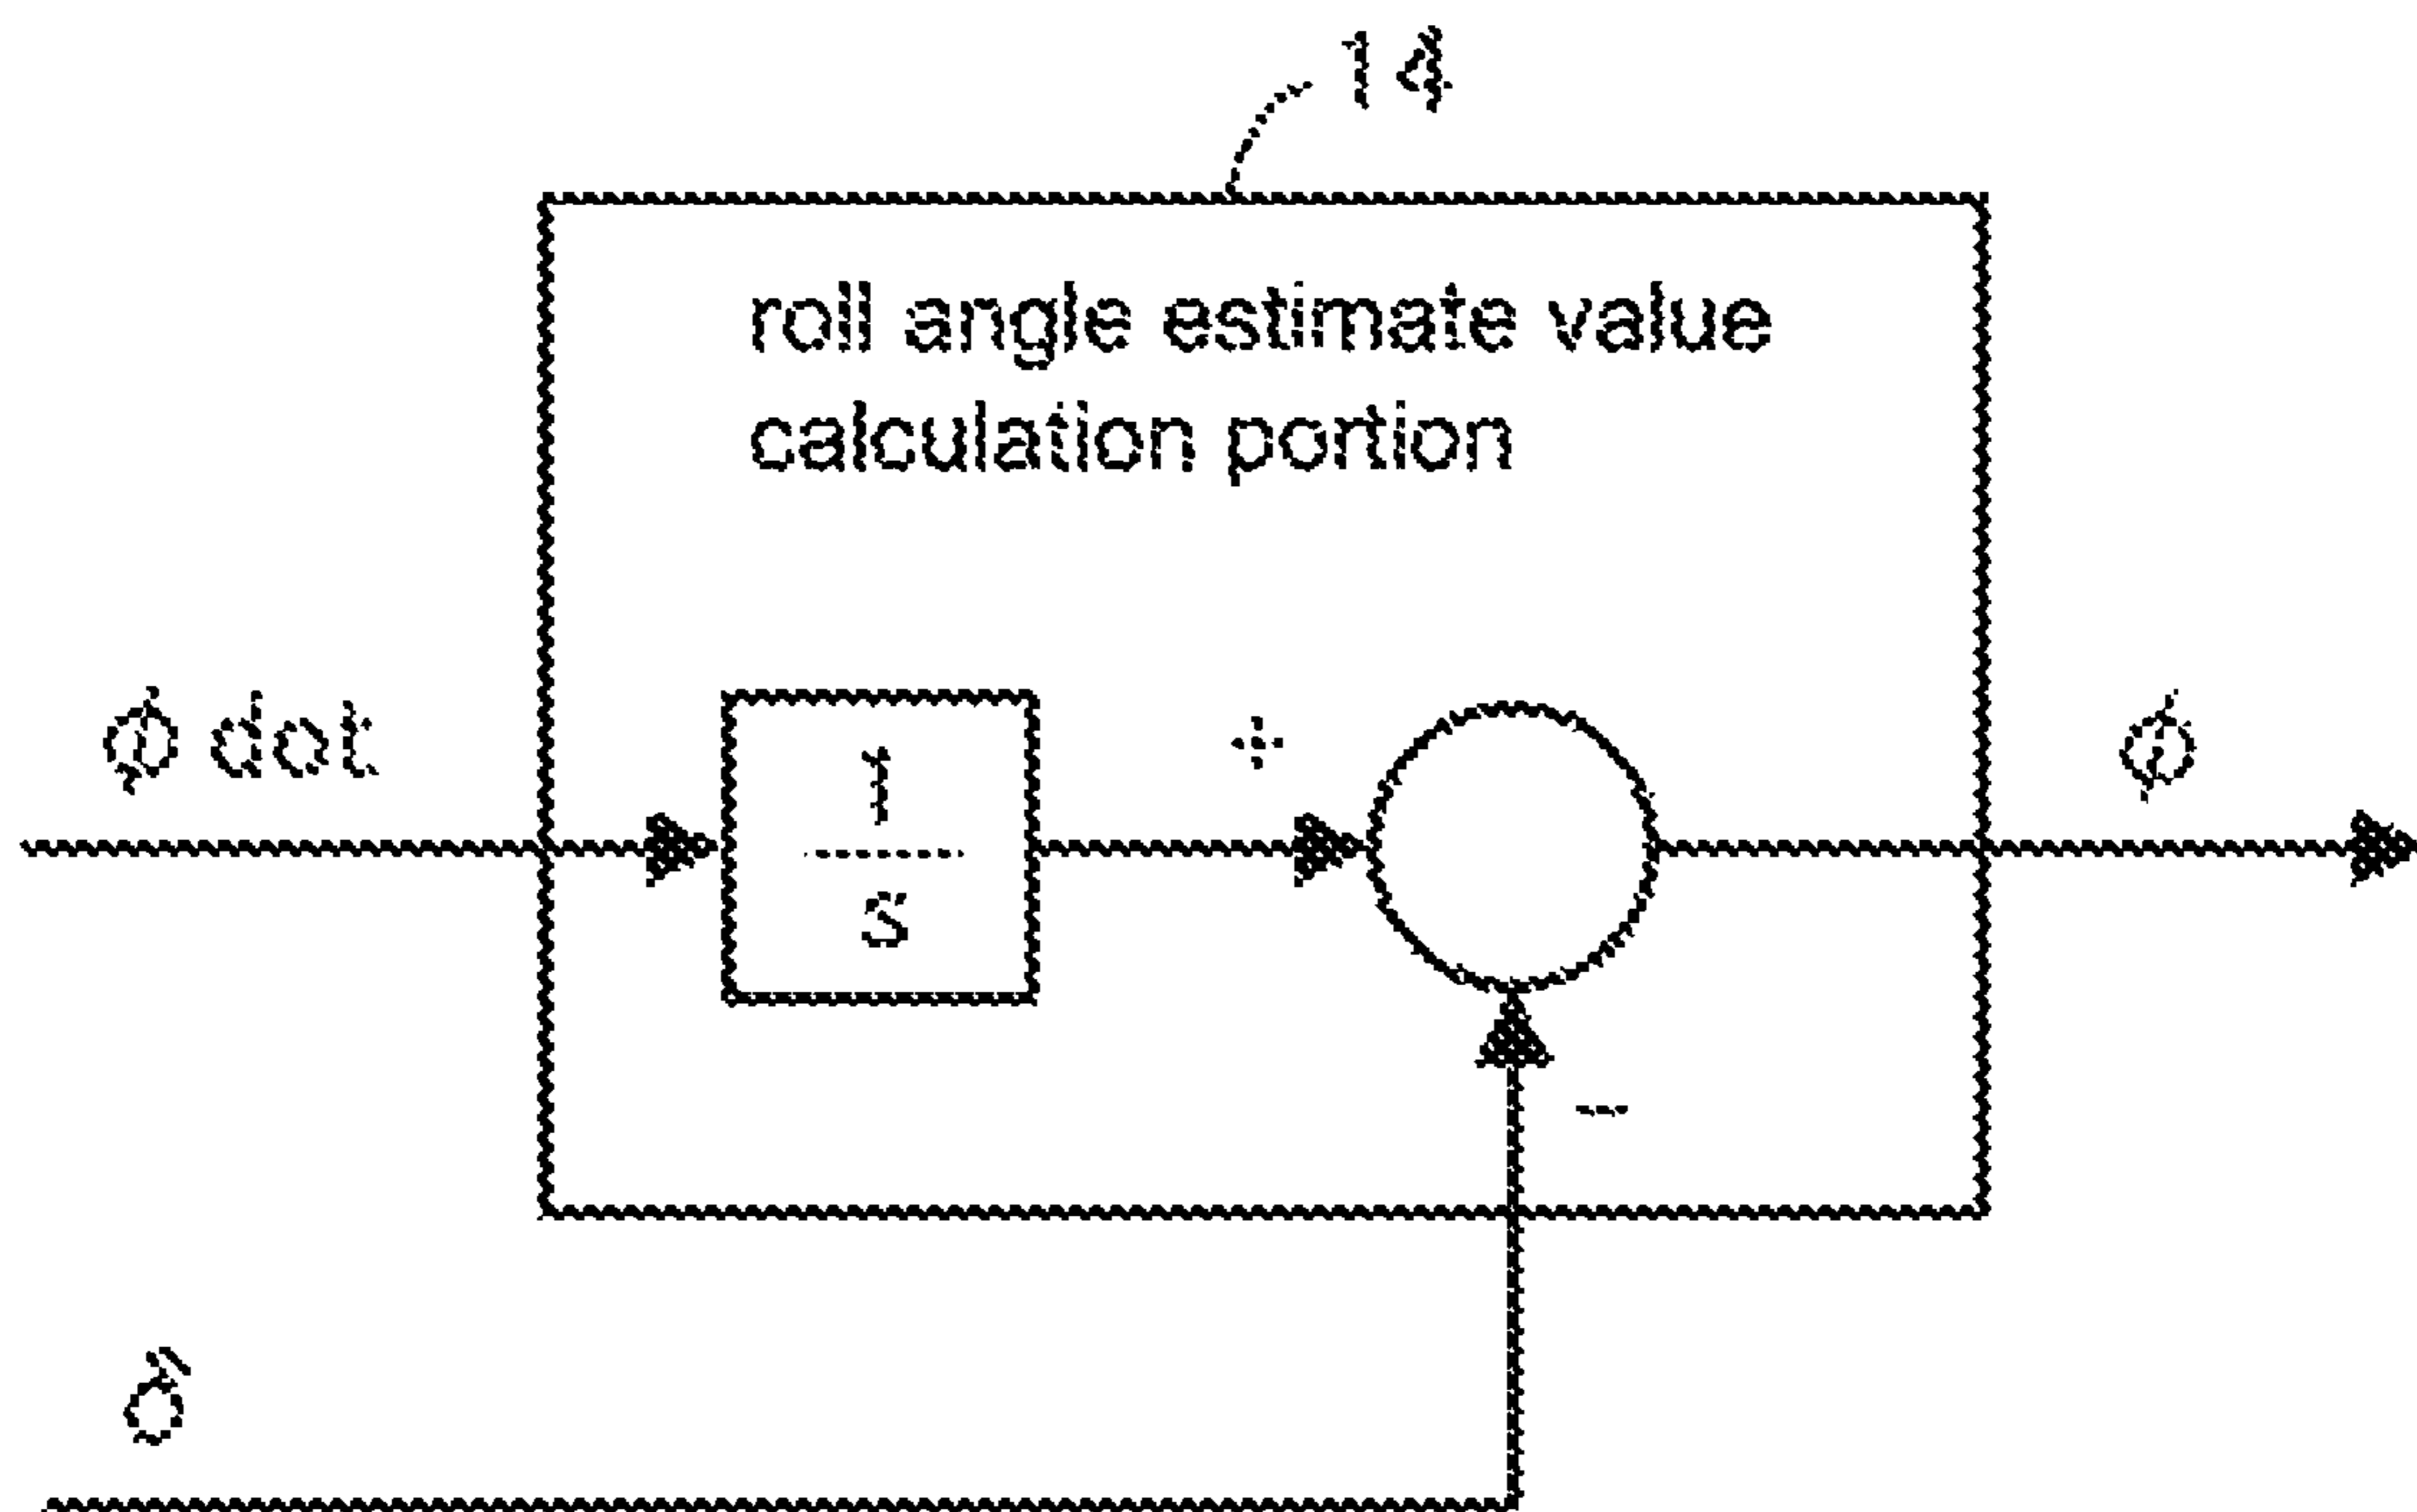 14
roll angle estimate value
calculation portion
φ dot
1
s
+
φ
−
δ